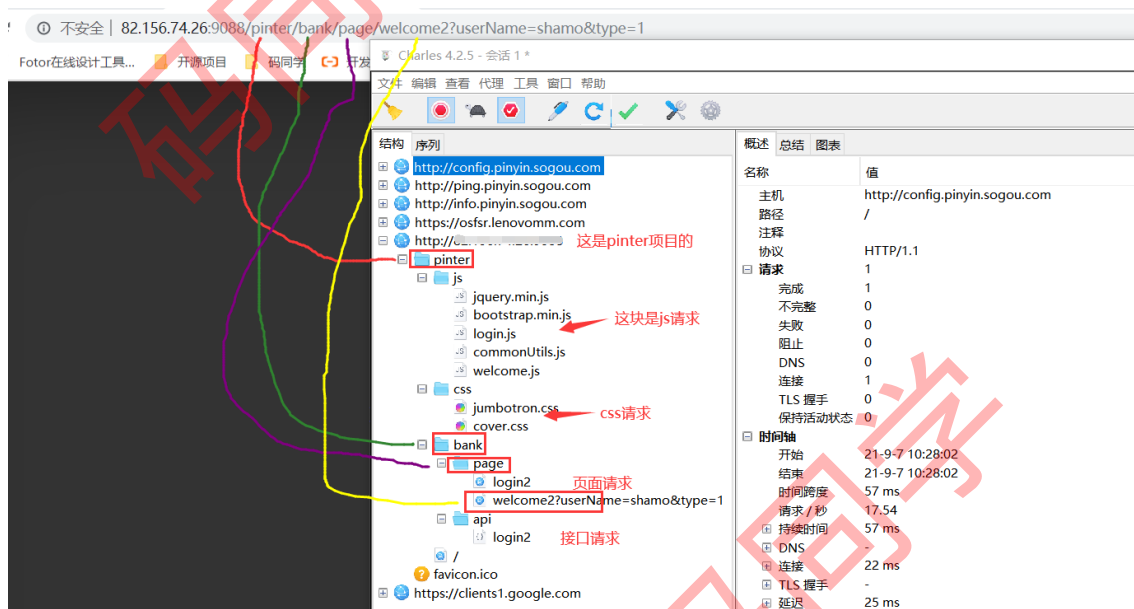 不安全 | 82.156.74.26:9088/pinter/bank/page/welcome2?userName=shamo&type=1
Fotor在线设计工具... 开源项目 码同学 开发
Charles 4.2.5 - 会话 1 *
文件 编辑 查看 代理 工具 窗口 帮助
结构 序列
http://config.pinyin.sogou.com
http://ping.pinyin.sogou.com
http://info.pinyin.sogou.com
https://osfsr.lenovomm.com
http:// 这是pinter项目的
pinter
js
jquery.min.js
bootstrap.min.js
这块是js请求
login.js
commonUtils.js
welcome.js
css
jumbotron.css
css请求
cover.css
bank
page
login2 页面请求
welcome2?userName=shamo&type=1
api
login2 接口请求
/
favicon.ico
https://clients1.google.com
概述 总结 图表
名称 值
主机 http://config.pinyin.sogou.com
路径 /
注释
协议 HTTP/1.1
请求 1
完成 1
不完整 0
失败 0
阻止 0
DNS 0
连接 1
TLS 握手 0
保持活动状态 0
时间轴
开始 21-9-7 10:28:02
结束 21-9-7 10:28:02
时间跨度 57 ms
请求 / 秒 17.54
持续时间 57 ms
DNS -
连接 22 ms
TLS 握手 -
延迟 25 ms
码同
同学